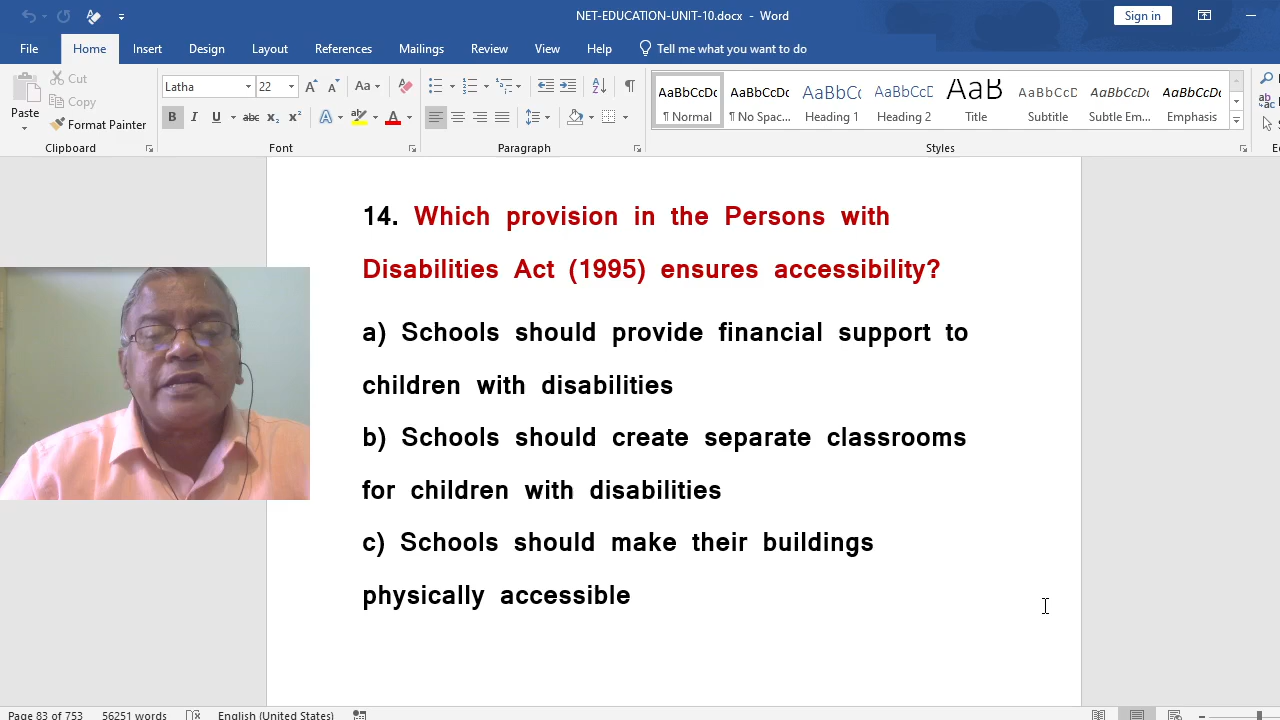 NET-EDUCATION-UNIT-10.docx - Word
Sign in
File Home Insert Design Layout References Mailings Review View Help Tell me what you want to do
Cut
Copy
Paste
Format Painter
Latha 22
AaBbCcDc AaBbCcDc AaBbCc AaBbCcD AaB AaBbCcD AaBbCcDc AaBbCcDc
¶ Normal ¶ No Spac... Heading 1 Heading 2 Title Subtitle Subtle Em... Emphasis
Clipboard Font Paragraph Styles
14. Which provision in the Persons with
Disabilities Act (1995) ensures accessibility?
a) Schools should provide financial support to
children with disabilities
b) Schools should create separate classrooms
for children with disabilities
c) Schools should make their buildings
physically accessible
Page 83 of 753 56251 words English (United States)